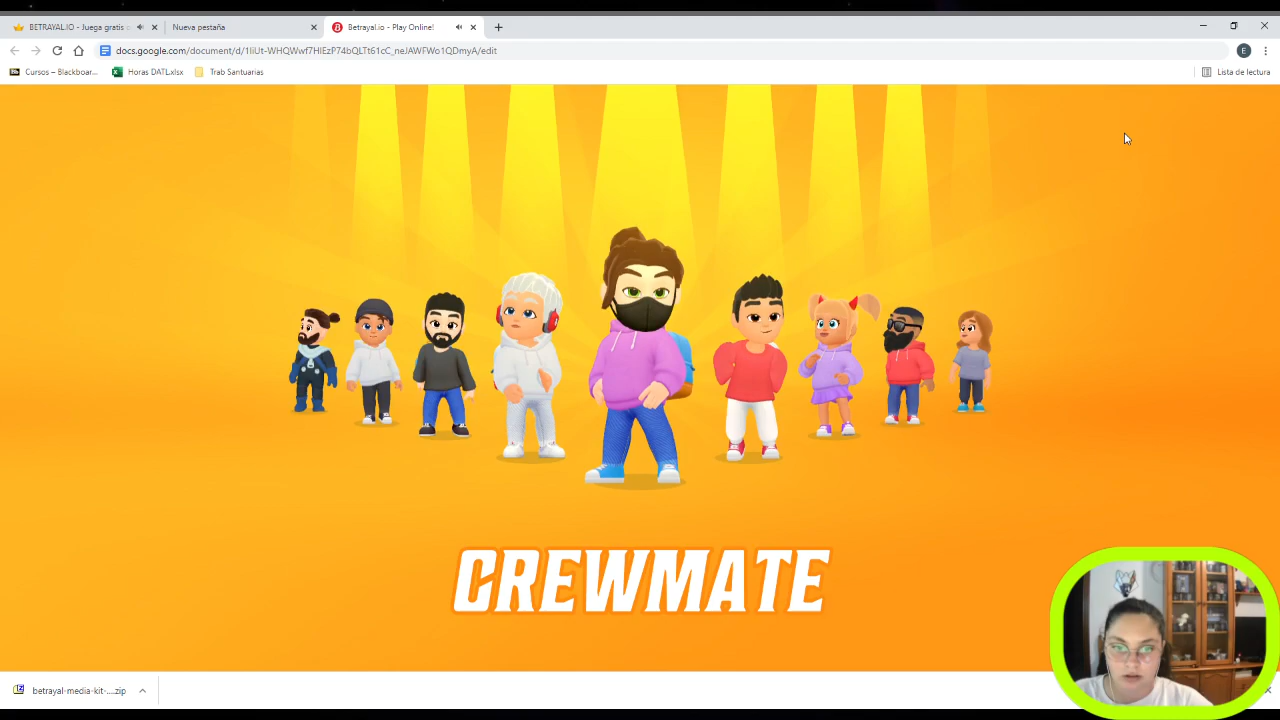 BETRAYAL.IO - Juega gratis
Nueva pestaña
Betrayal.io - Play Online!
docs.google.com/document/d/1IiUt-WHQWwf7HIEzP74bQLTt61cC_neJAWFWo1QDmyA/edit
E
Cursos – Blackboar...
Horas DATL.xlsx
Trab Santuarias
Lista de lectura
CREWMATE
betrayal-media-kit-....zip